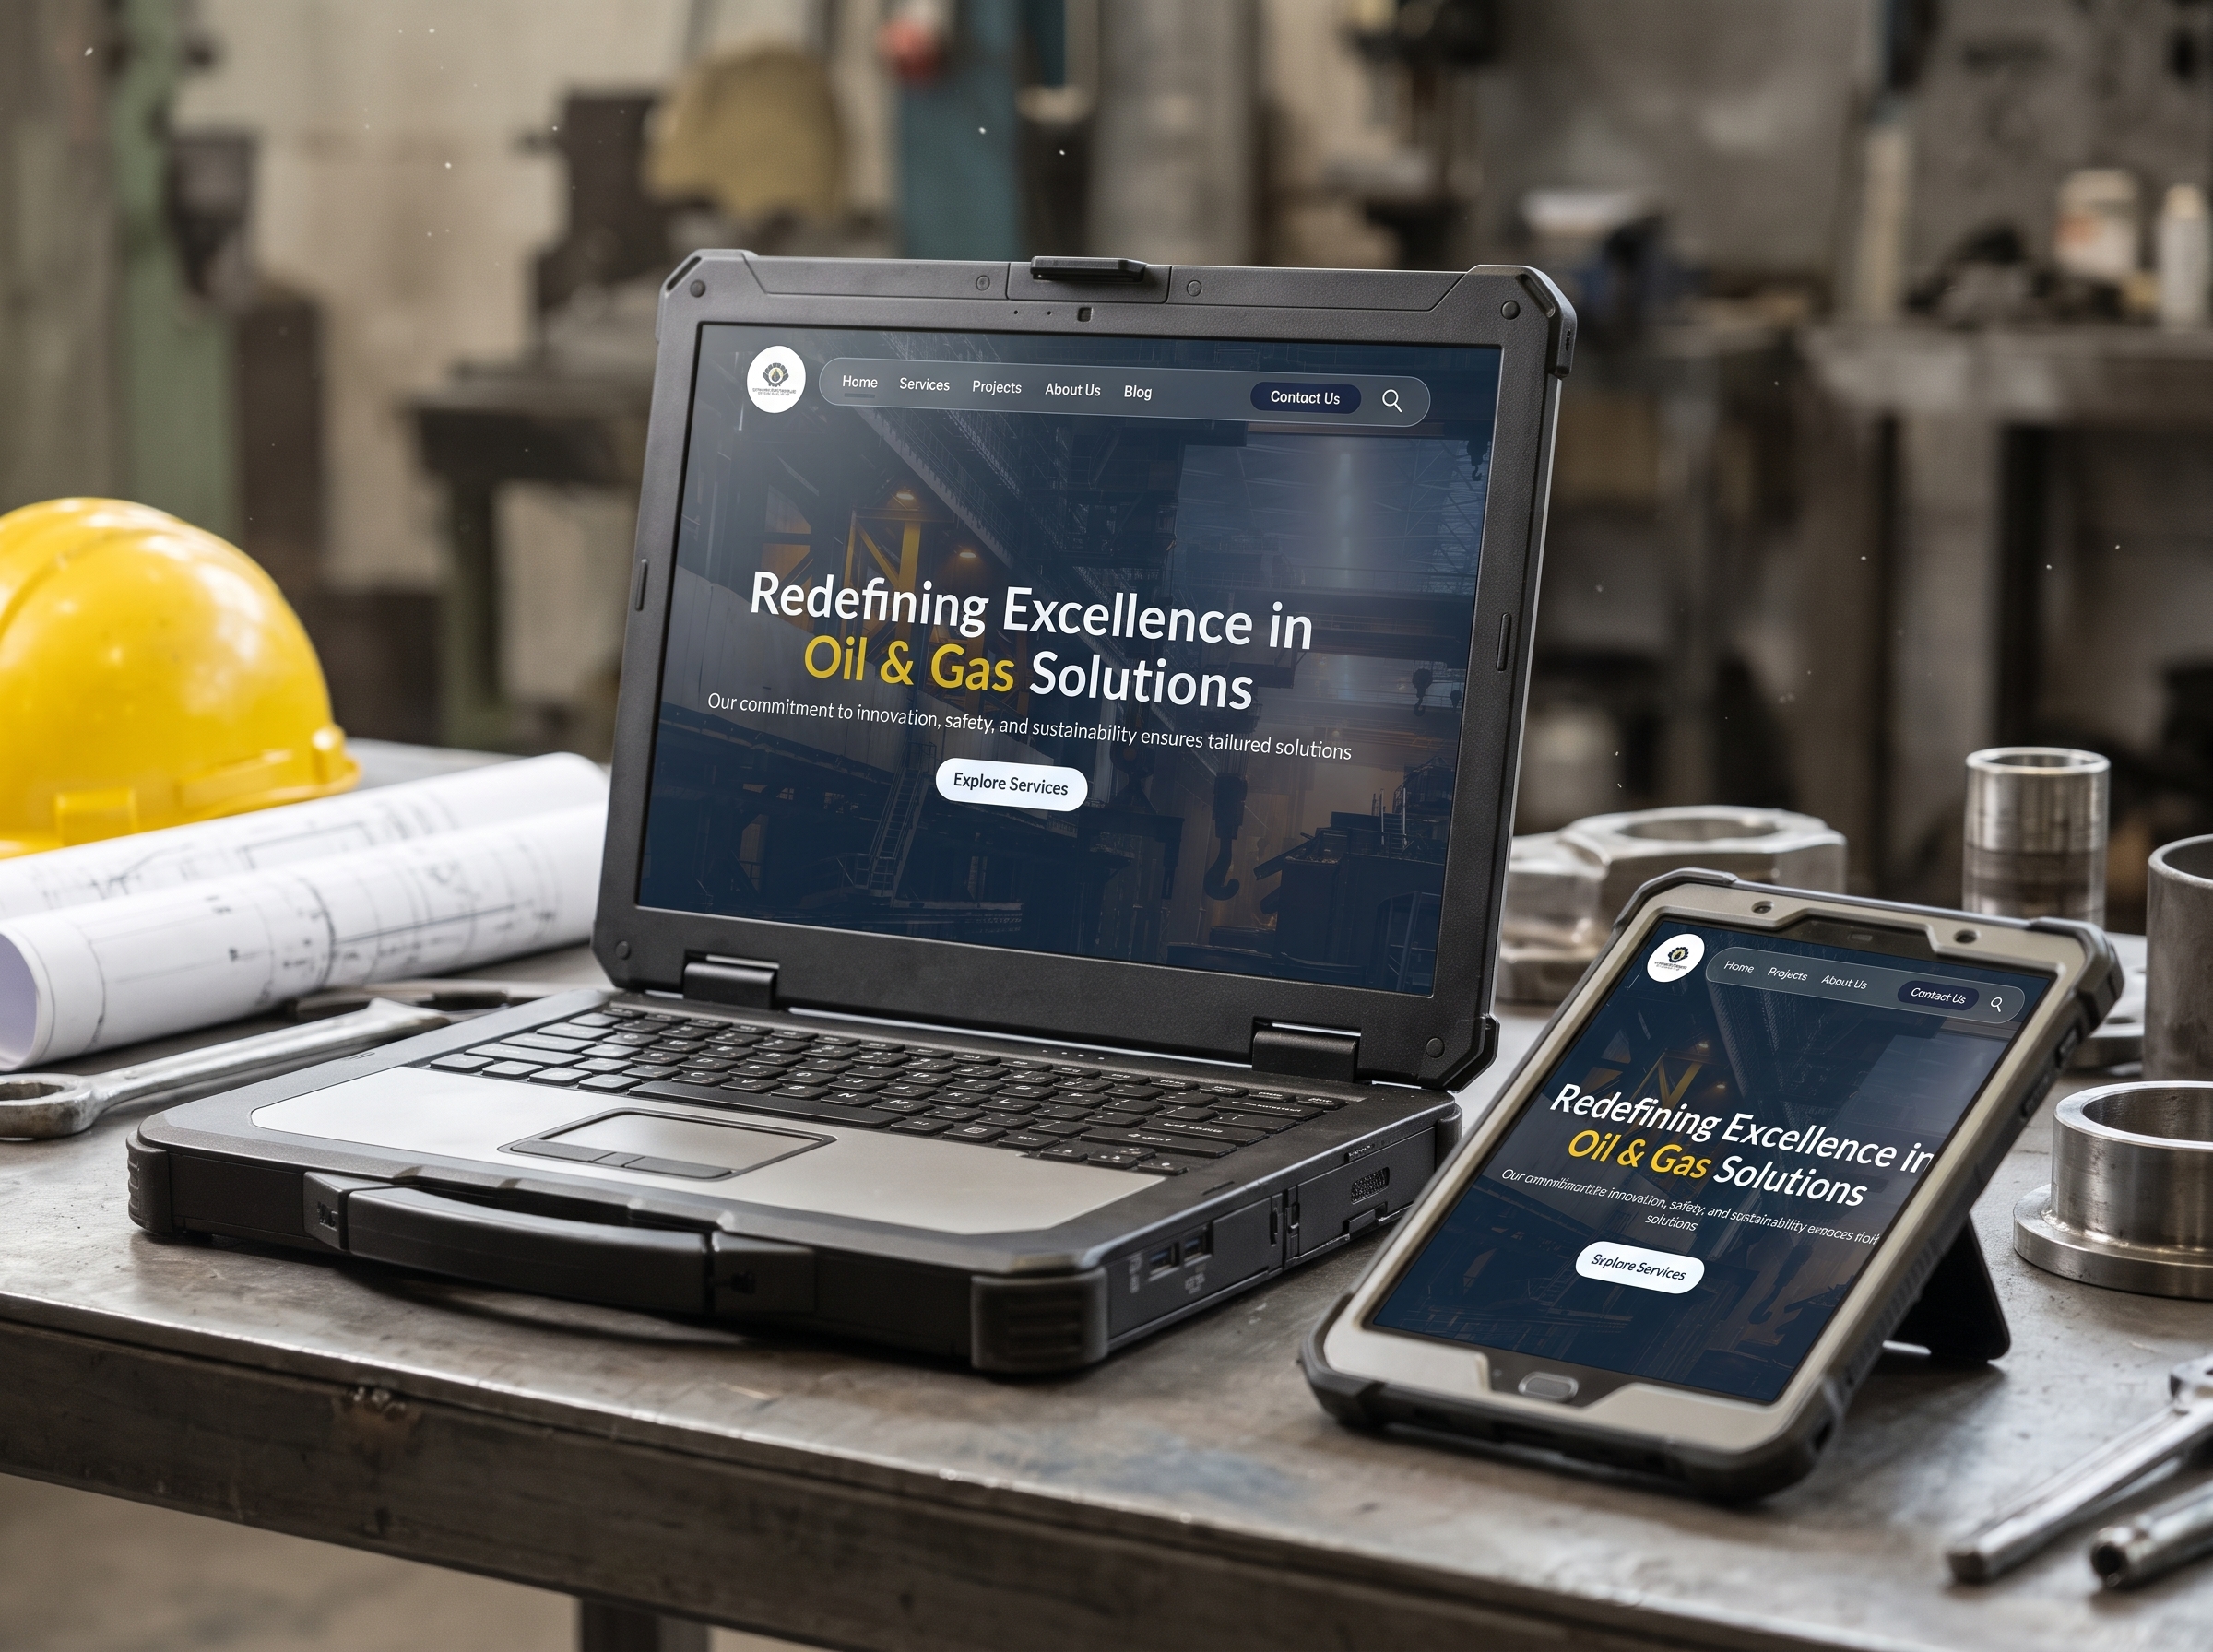 Home Services Projects About Us Blog Contact Us
Redefining Excellence in
Oil & Gas Solutions
Our commitment to innovation, safety, and sustainability ensures tailured solutions
Explore Services
Home Projects About Us Contact Us
Redefining Excellence in
Oil & Gas Solutions
Our innovation, safety, and sustainability
solutions
Srplore Services